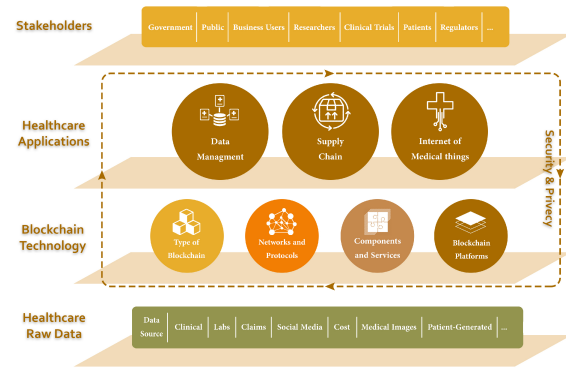 Stakeholders
Government Public Business Users Researchers Clinical Trials Patients Regulators ...
Healthcare
Applications
Data
Managment
Supply
Chain
Internet of
Medical things
Security & Privecy
Blockchain
Technology
Type of
Blockchain
Networks and
Protocols
Components
and Services
Blockchain
Platforms
Healthcare
Raw Data
Data
Source
Clinical Labs Claims Social Media Cost Medical Images Patient-Generated ...